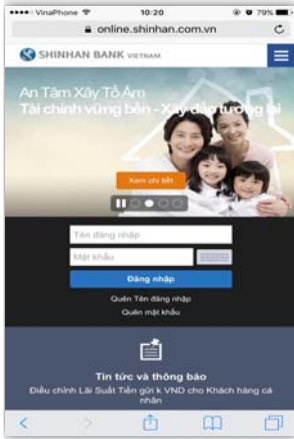 VinaPhone 10:20 79%
online.shinhan.com.vn
SHINHAN BANK VIETNAM
An Tâm Xây Tổ Ấm
Tài chính vững bền - Xây đắp tương lai
Xem chi tiết
Tên đăng nhập
Mật khẩu
Đăng nhập
Quên Tên đăng nhập
Quên mật khẩu
Tin tức và thông báo
Điều chỉnh Lãi Suất Tiền gửi k VND cho Khách hàng cá
nhân